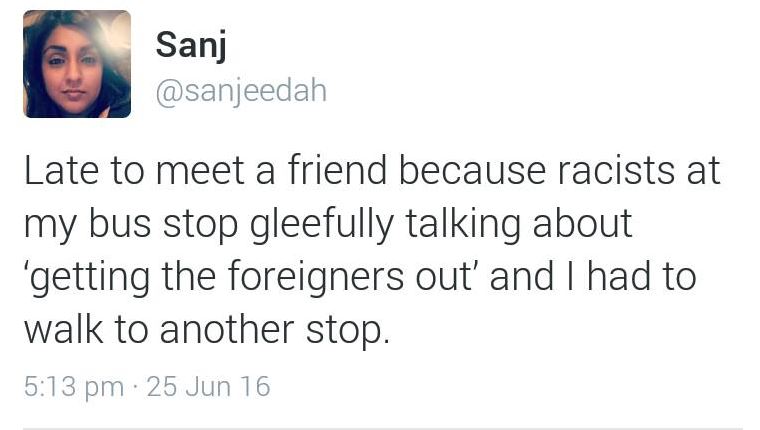 Sanj
@sanjeedah
Late to meet a friend because racists at
my bus stop gleefully talking about
‘getting the foreigners out’ and I had to
walk to another stop.
5:13 pm · 25 Jun 16